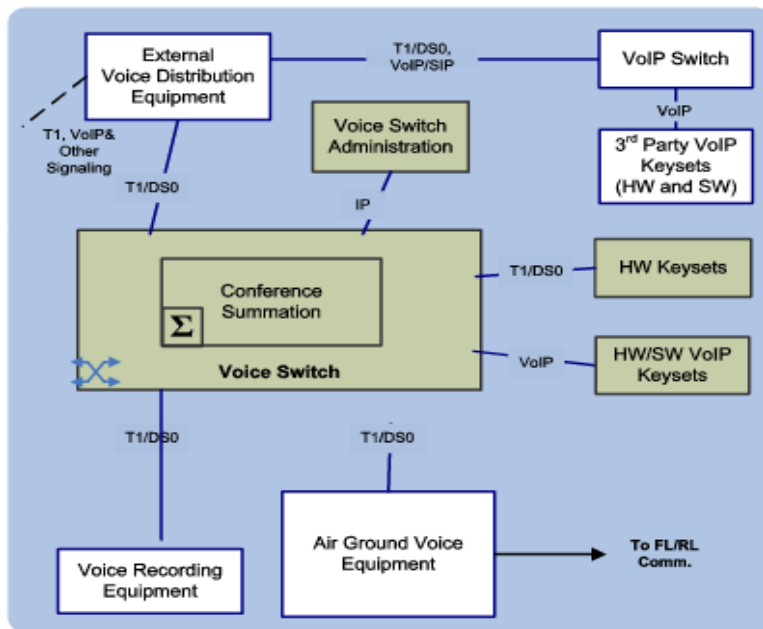 External
Voice Distribution
Equipment
T1/DS0,
VoIP/SIP
VoIP Switch
T1, VoIP&
Other
Signaling
VoIP
Voice Switch
Administration
3rd Party VoIP
Keysets
(HW and SW)
T1/DS0
IP
Conference
Summation
Σ
Voice Switch
T1/DS0
HW Keysets
VoIP
HW/SW VoIP
Keysets
T1/DS0
T1/DS0
Air Ground Voice
Equipment
To FL/RL
Comm.
Voice Recording
Equipment